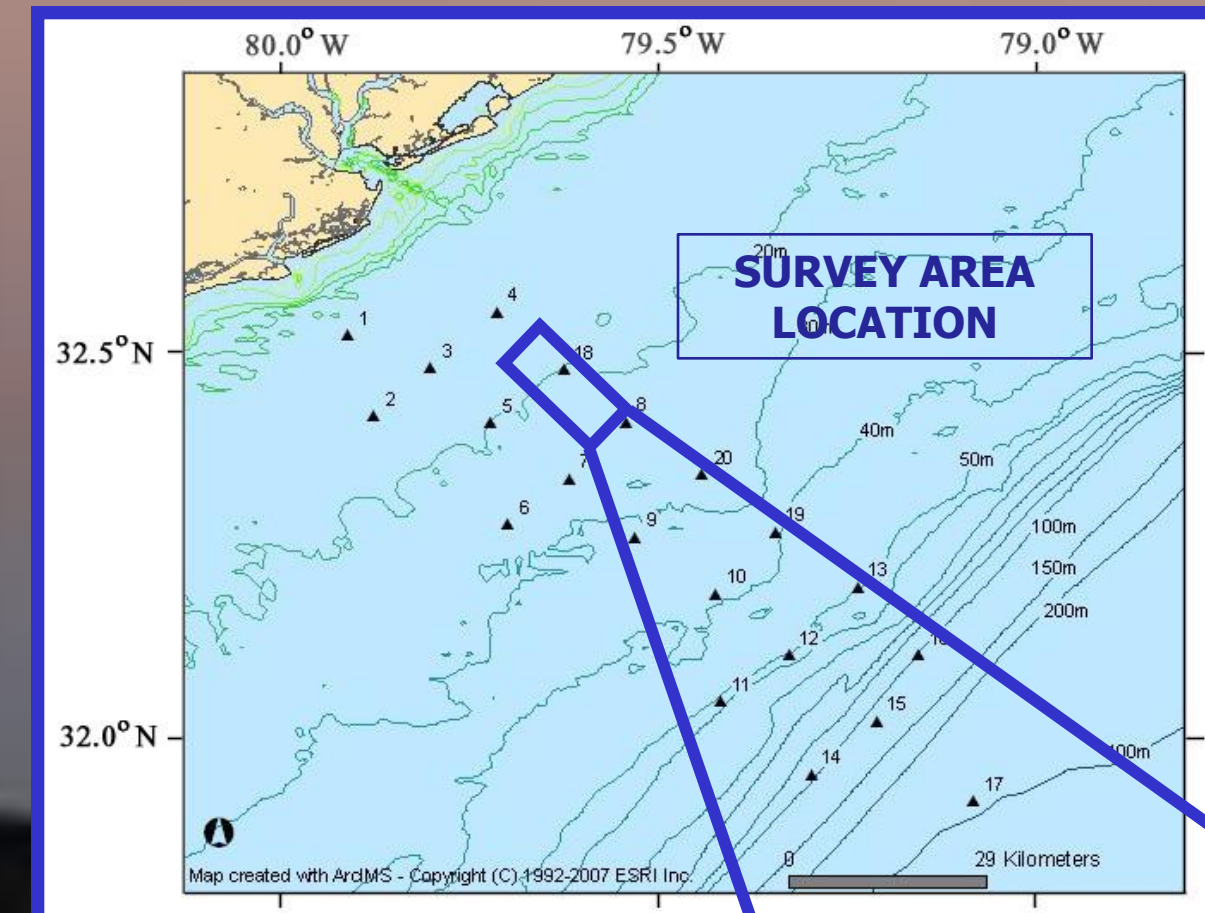 80.0°W 79.5°W 79.0°W
20m
SURVEY AREA
LOCATION
4
1
32.5°N
18
3
2
8
5
40m
50m
7
20
6
9
19
100m
150m
13
10
200m
12
11
15
32.0°N
14
17
0
29 Kilometers
Map created with ArcIMS - Copyright (C) 1992-2007 ESRI Inc.